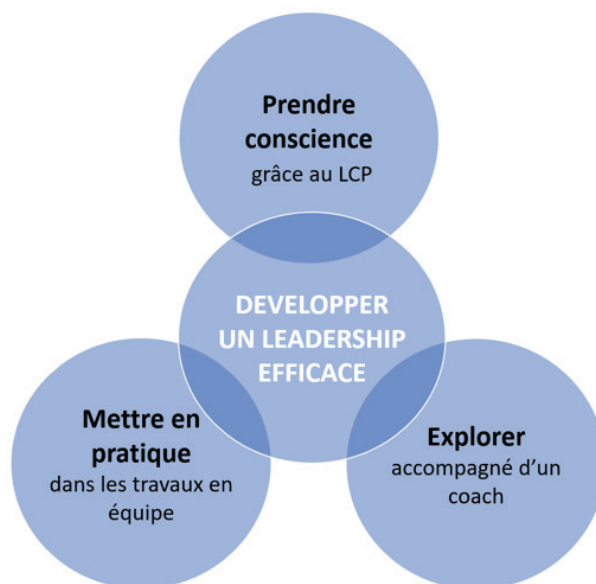 Prendre
conscience
grâce au LCP
DEVELOPPER
UN LEADERSHIP
EFFICACE
Mettre en
pratique
dans les travaux en
équipe
Explorer
accompagné d'un
coach